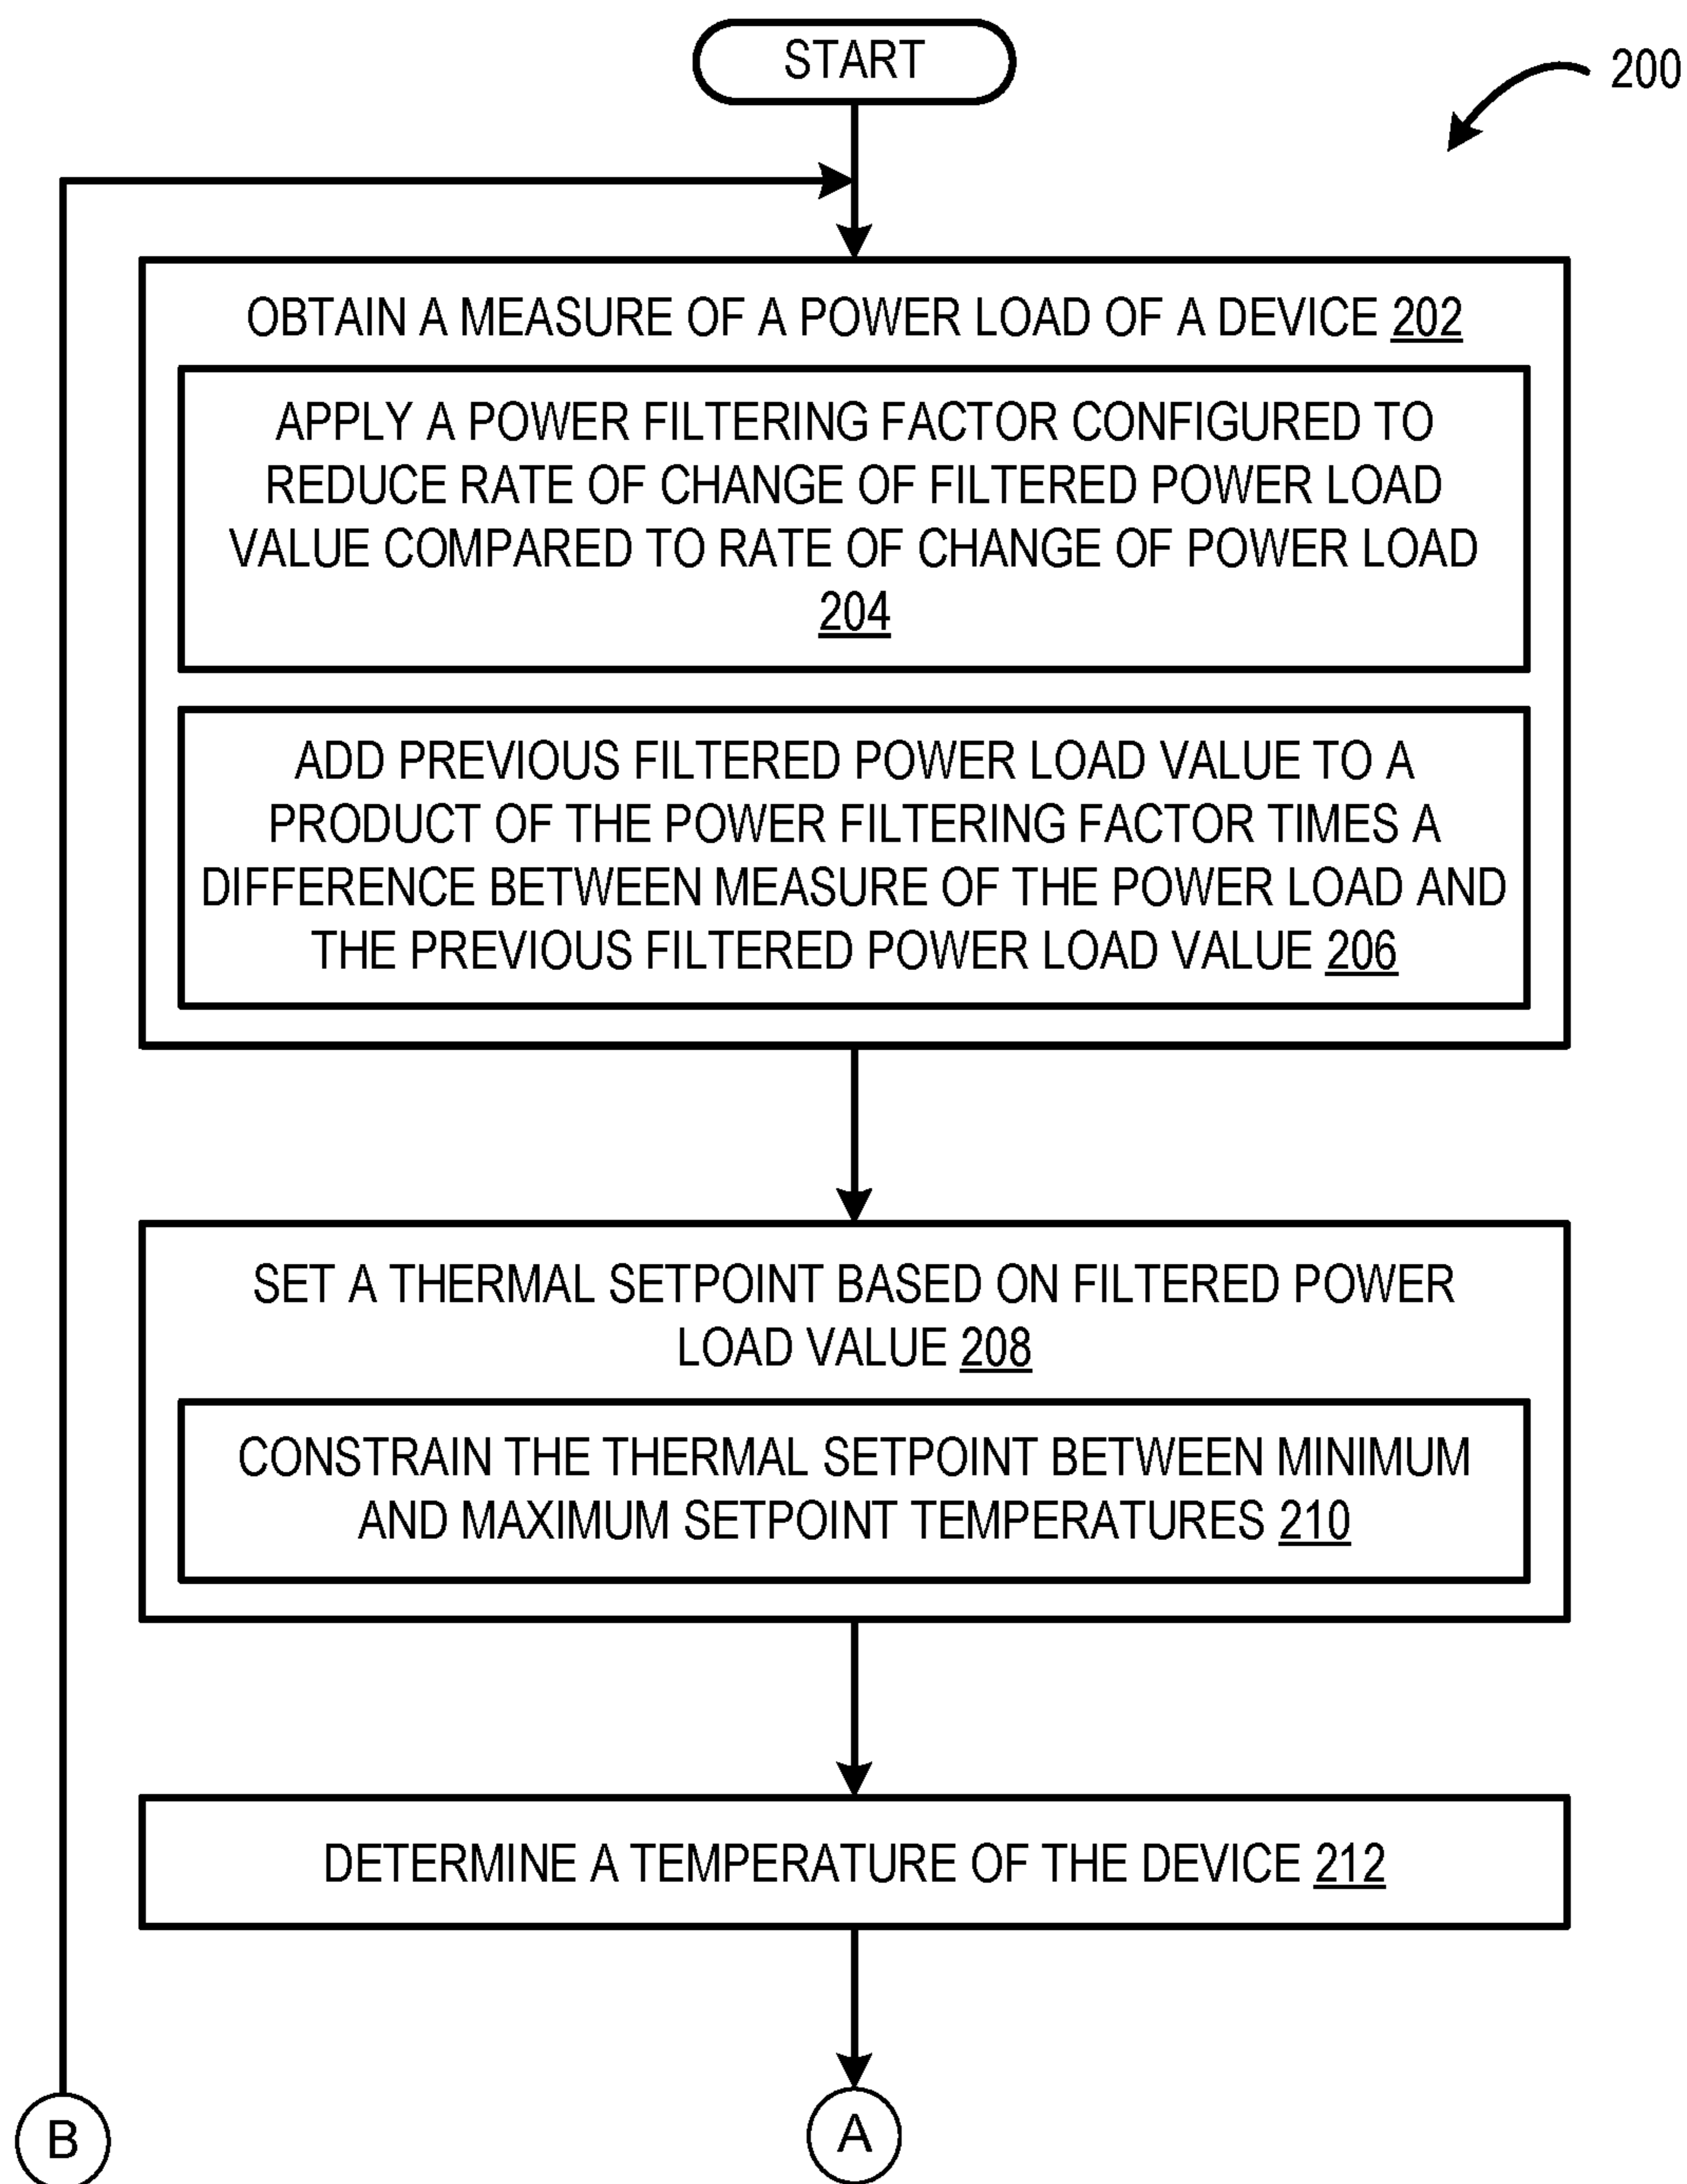 START
200
OBTAIN A MEASURE OF A POWER LOAD OF A DEVICE 202
APPLY A POWER FILTERING FACTOR CONFIGURED TO
REDUCE RATE OF CHANGE OF FILTERED POWER LOAD
VALUE COMPARED TO RATE OF CHANGE OF POWER LOAD
204
ADD PREVIOUS FILTERED POWER LOAD VALUE TO A
PRODUCT OF THE POWER FILTERING FACTOR TIMES A
DIFFERENCE BETWEEN MEASURE OF THE POWER LOAD AND
THE PREVIOUS FILTERED POWER LOAD VALUE 206
SET A THERMAL SETPOINT BASED ON FILTERED POWER
LOAD VALUE 208
CONSTRAIN THE THERMAL SETPOINT BETWEEN MINIMUM
AND MAXIMUM SETPOINT TEMPERATURES 210
DETERMINE A TEMPERATURE OF THE DEVICE 212
B
A